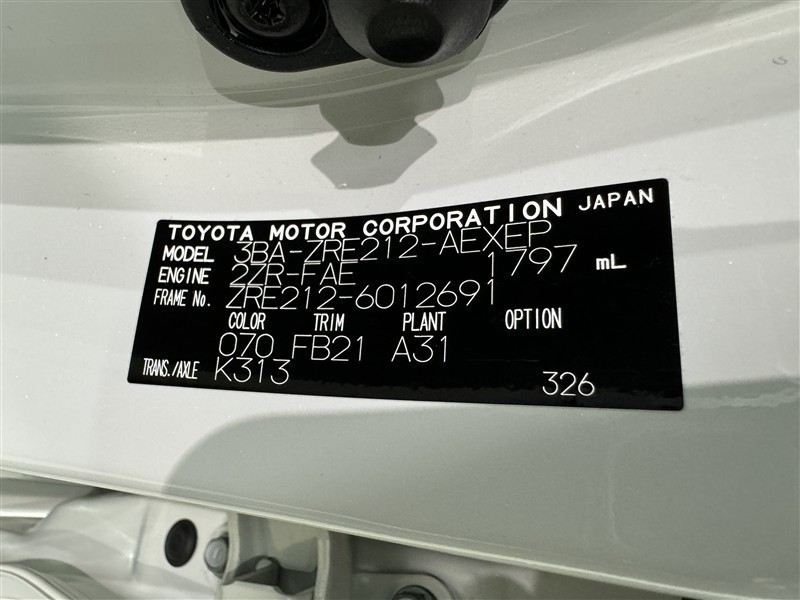 TOYOTA MOTOR CORPORATION JAPAN
MODEL 3BA-ZRE212-AEXEP
ENGINE 2ZR-FAE 1797 mL
FRAME No. ZRE212-6012691
COLOR TRIM PLANT OPTION
070 FB21 A31
TRANS./AXLE K313 326